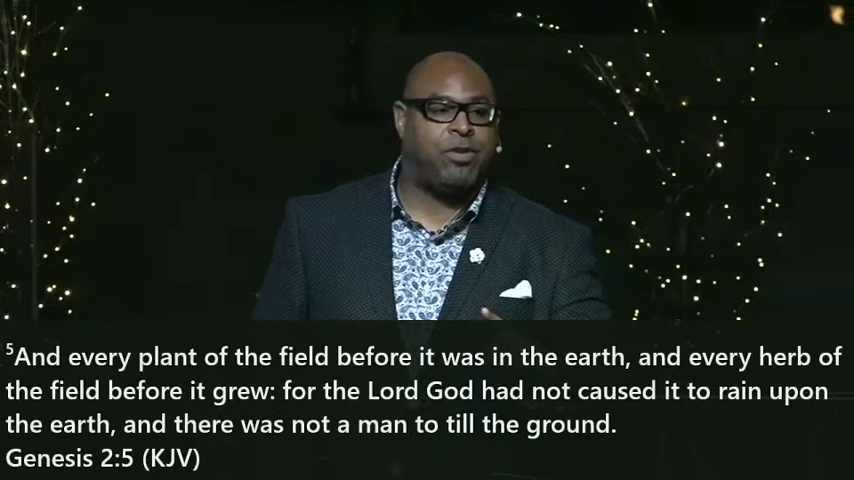 5And every plant of the field before it was in the earth, and every herb of
the field before it grew: for the Lord God had not caused it to rain upon
the earth, and there was not a man to till the ground.
Genesis 2:5 (KJV)